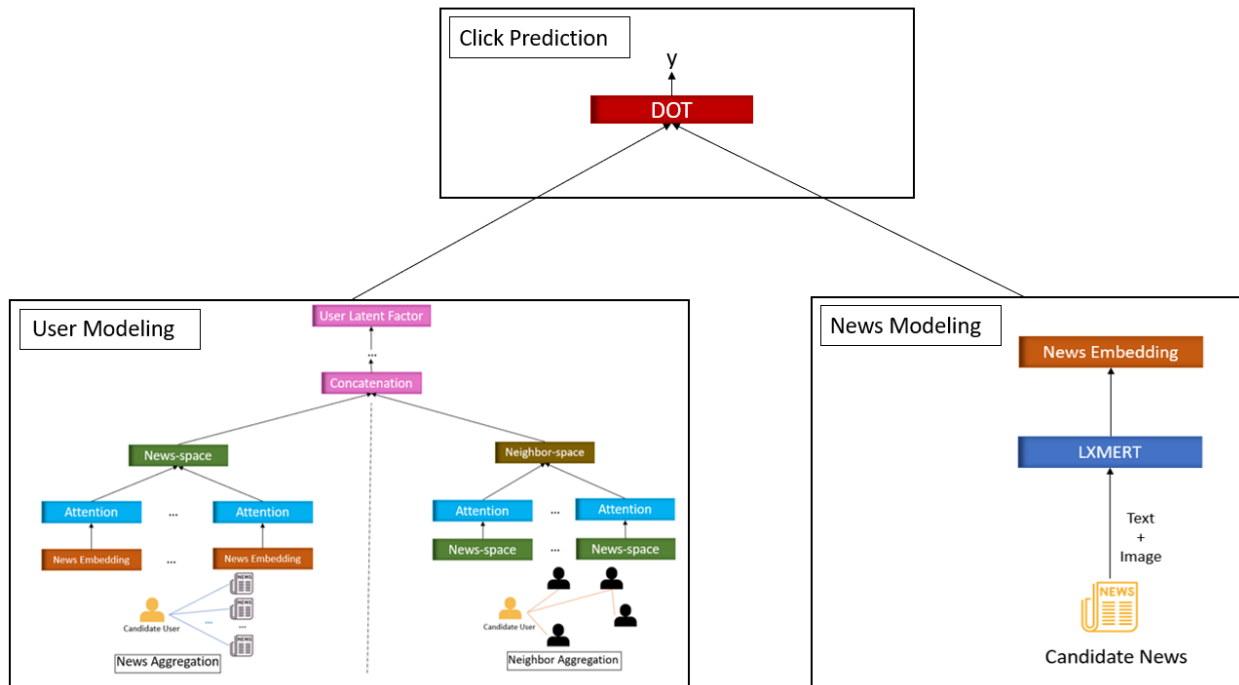 Click Prediction
y
DOT
User Modeling
User Latent Factor
...
Concatenation
News-space
Neighbor-space
Attention
...
Attention
Attention
...
Attention
News Embedding
...
News Embedding
News-space
...
News-space
NEWS
NEWS
...
...
NEWS
Candidate User
Candidate User
News Aggregation
Neighbor Aggregation
News Modeling
News Embedding
LXMERT
Text
+
Image
NEWS
Candidate News